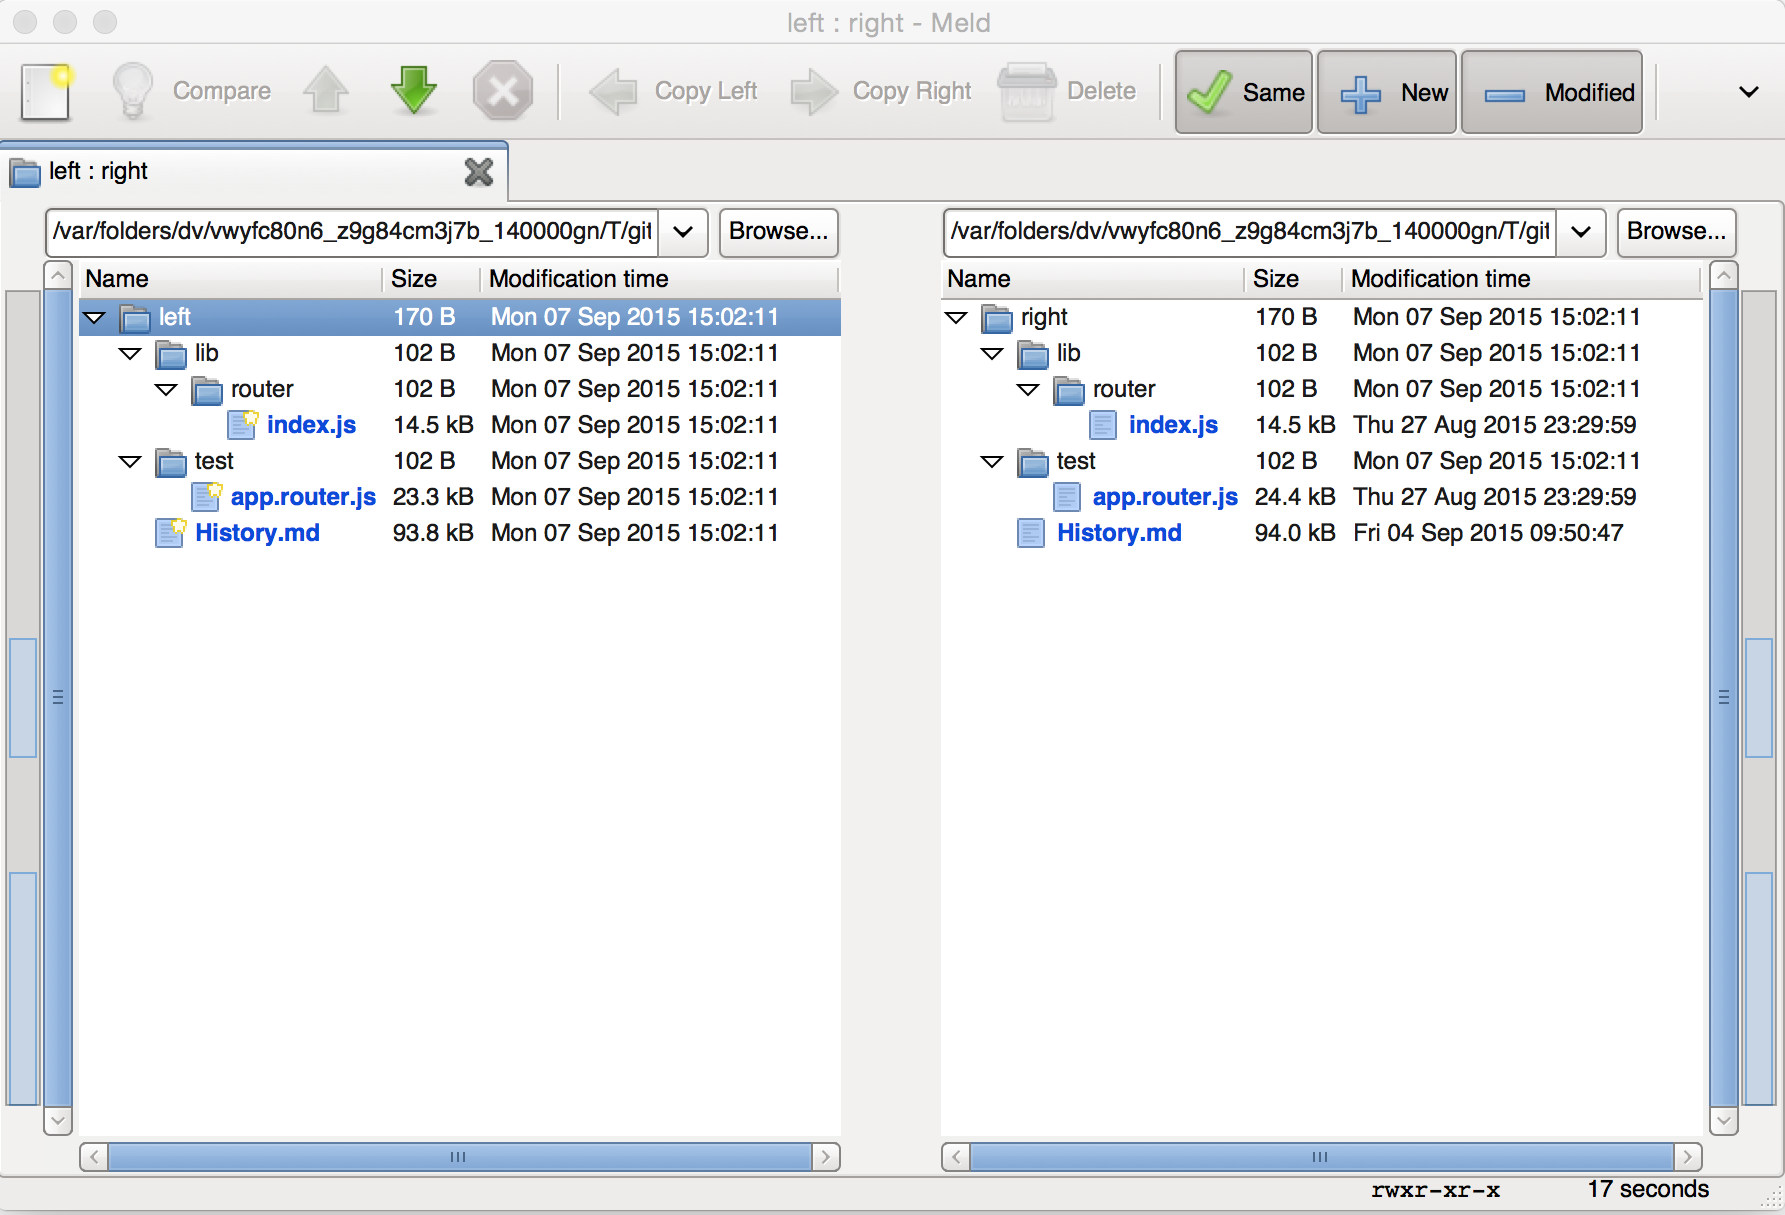 left : right - Meld
Compare Copy Left Copy Right Delete Same New Modified
left : right
/var/folders/dv/vwyfc80n6_z9g84cm3j7b_140000gn/T/git Browse... /var/folders/dv/vwyfc80n6_z9g84cm3j7b_140000gn/T/git Browse...
Name Size Modification time Name Size Modification time
left 170 B Mon 07 Sep 2015 15:02:11 right 170 B Mon 07 Sep 2015 15:02:11
lib 102 B Mon 07 Sep 2015 15:02:11 lib 102 B Mon 07 Sep 2015 15:02:11
router 102 B Mon 07 Sep 2015 15:02:11 router 102 B Mon 07 Sep 2015 15:02:11
index.js 14.5 kB Mon 07 Sep 2015 15:02:11 index.js 14.5 kB Thu 27 Aug 2015 23:29:59
test 102 B Mon 07 Sep 2015 15:02:11 test 102 B Mon 07 Sep 2015 15:02:11
app.router.js 23.3 kB Mon 07 Sep 2015 15:02:11 app.router.js 24.4 kB Thu 27 Aug 2015 23:29:59
History.md 93.8 kB Mon 07 Sep 2015 15:02:11 History.md 94.0 kB Fri 04 Sep 2015 09:50:47
rwxr-xr-x 17 seconds